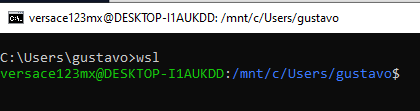 versace123mx@DESKTOP-I1AUKDD: /mnt/c/Users/gustavo
C:\Users\gustavo>wsl
versace123mx@DESKTOP-I1AUKDD:/mnt/c/Users/gustavo$